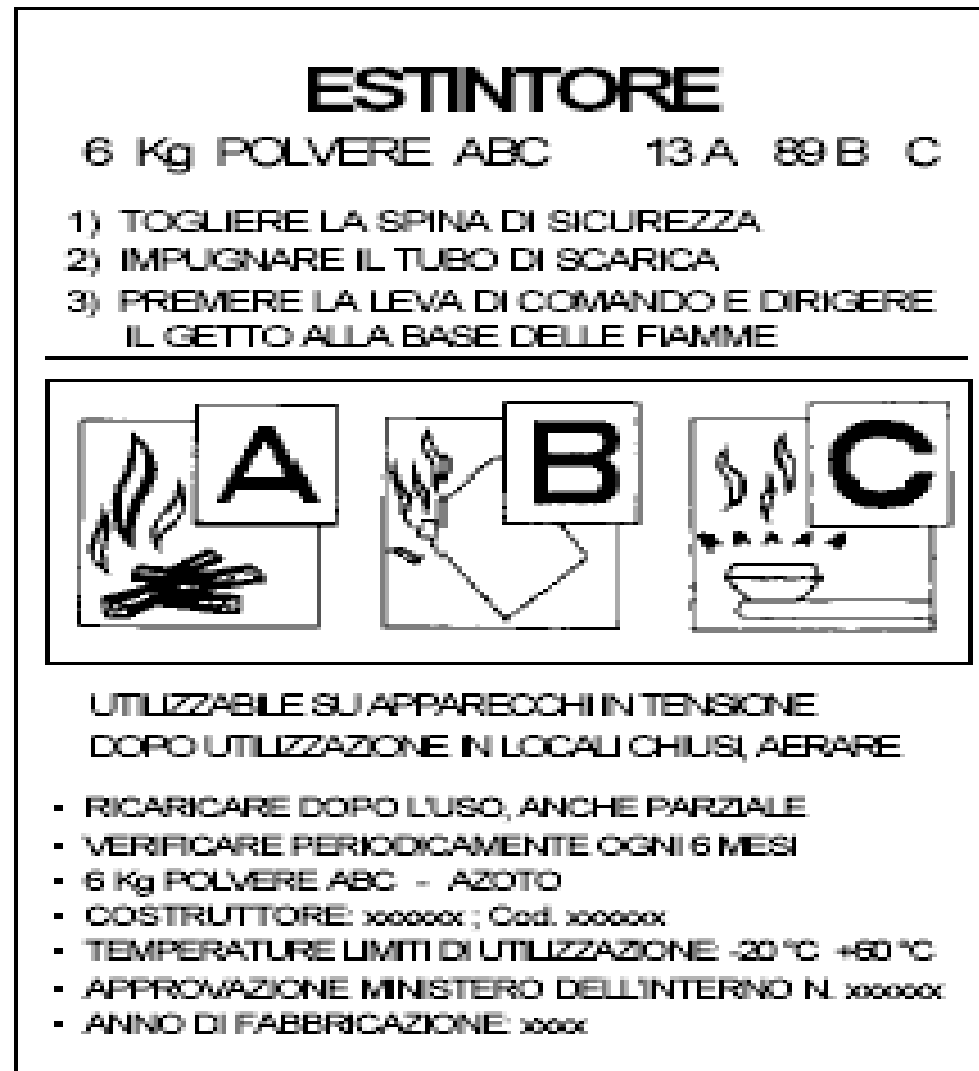 ESTINTORE
6 Kg POLVERE ABC 13 A 89 B C
1) TOGLIERE LA SPINA DI SICUREZZA
2) IMPUGNARE IL TUBO DI SCARICA
3) PREMERE LA LEVA DI COMANDO E DIRIGERE
IL GETTO ALLA BASE DELLE FIAMME
A B C
UTILIZZABILE SU APPARECCHI IN TENSIONE
DOPO UTILIZZAZIONE IN LOCALI CHIUSI, AERARE
- RICARICARE DOPO L'USO, ANCHE PARZIALE
- VERIFICARE PERIODICAMENTE OGNI 6 MESI
- 6 Kg POLVERE ABC - AZOTO
- COSTRUTTORE: xxxxxx ; Cod. xxxxxx
- TEMPERATURE LIMITI DI UTILIZZAZIONE: -20 °C +60 °C
- APPROVAZIONE MINISTERO DELL'INTERNO N. xxxxxx
- ANNO DI FABBRICAZIONE: xxxx